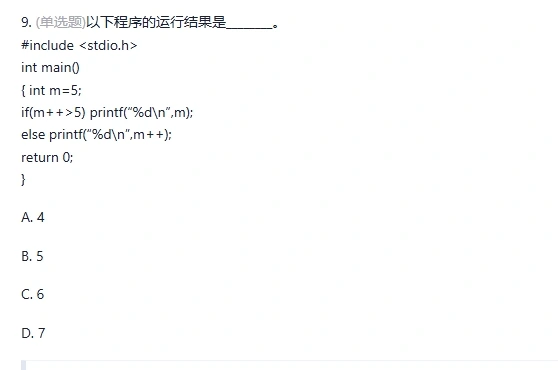 9. (单选题)以下程序的运行结果是________。
#include <stdio.h>
int main()
{ int m=5;
if(m++>5) printf(“%d\n”,m);
else printf(“%d\n”,m++);
return 0;
}
A. 4
B. 5
C. 6
D. 7